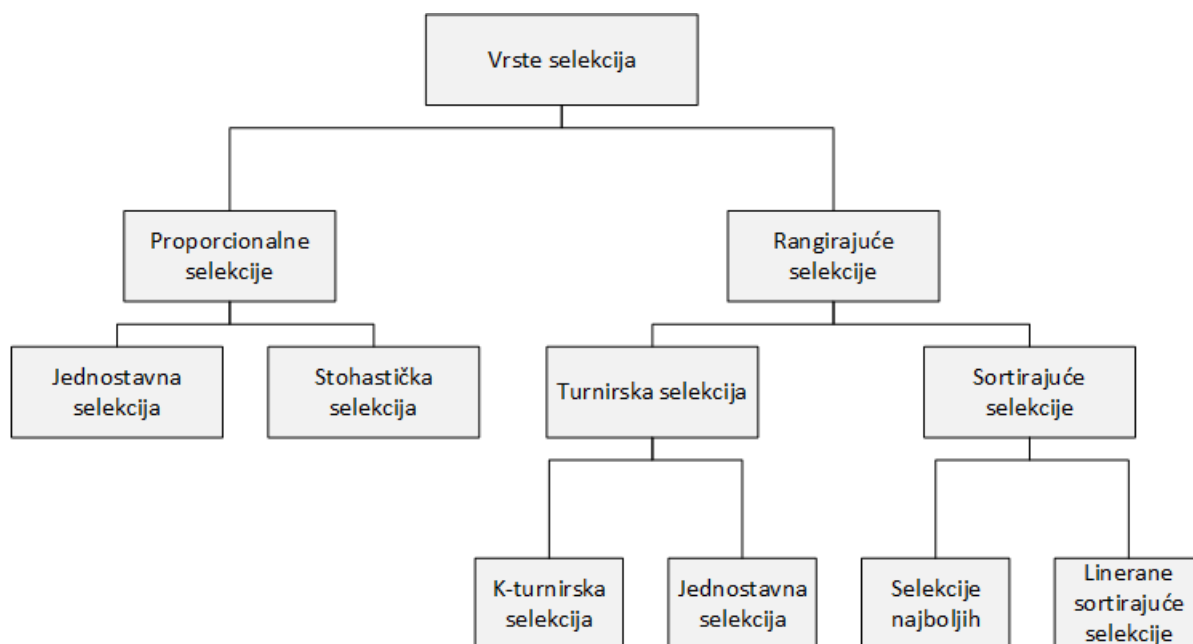 Vrste selekcija
Proporcionalne
selekcije
Rangirajuće
selekcije
Jednostavna
selekcija
Stohastička
selekcija
Turnirska selekcija
Sortirajuće
selekcije
K-turnirska
selekcija
Jednostavna
selekcija
Selekcije
najboljih
Linerane
sortirajuće
selekcije